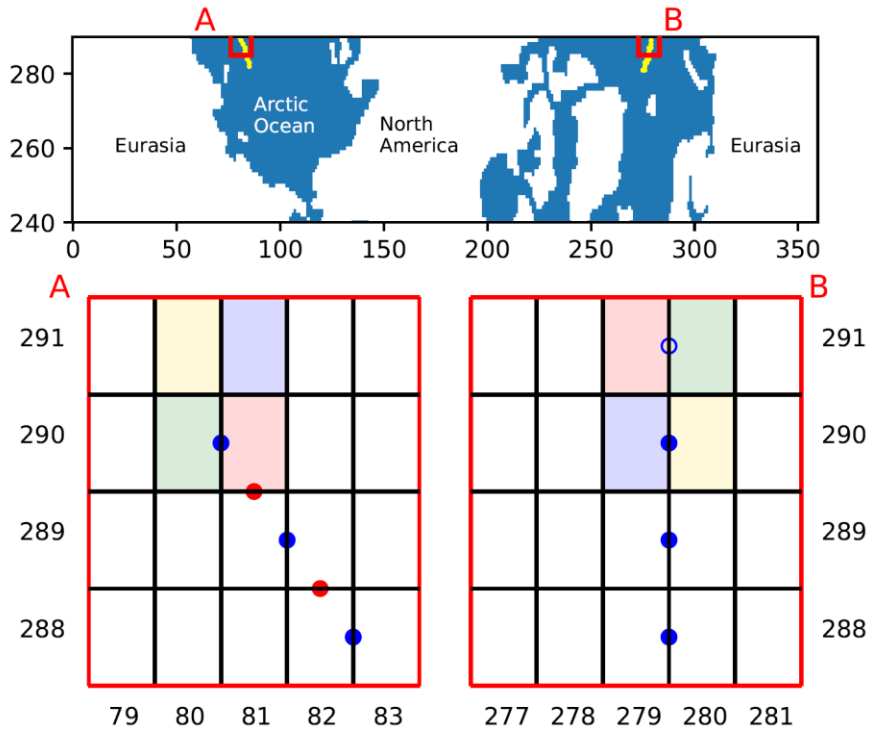 A B
280
260
240
Eurasia
Arctic
Ocean
North
America
Eurasia
0 50 100 150 200 250 300 350
A B
291 291
290 290
289 289
288 288
79 80 81 82 83 277 278 279 280 281